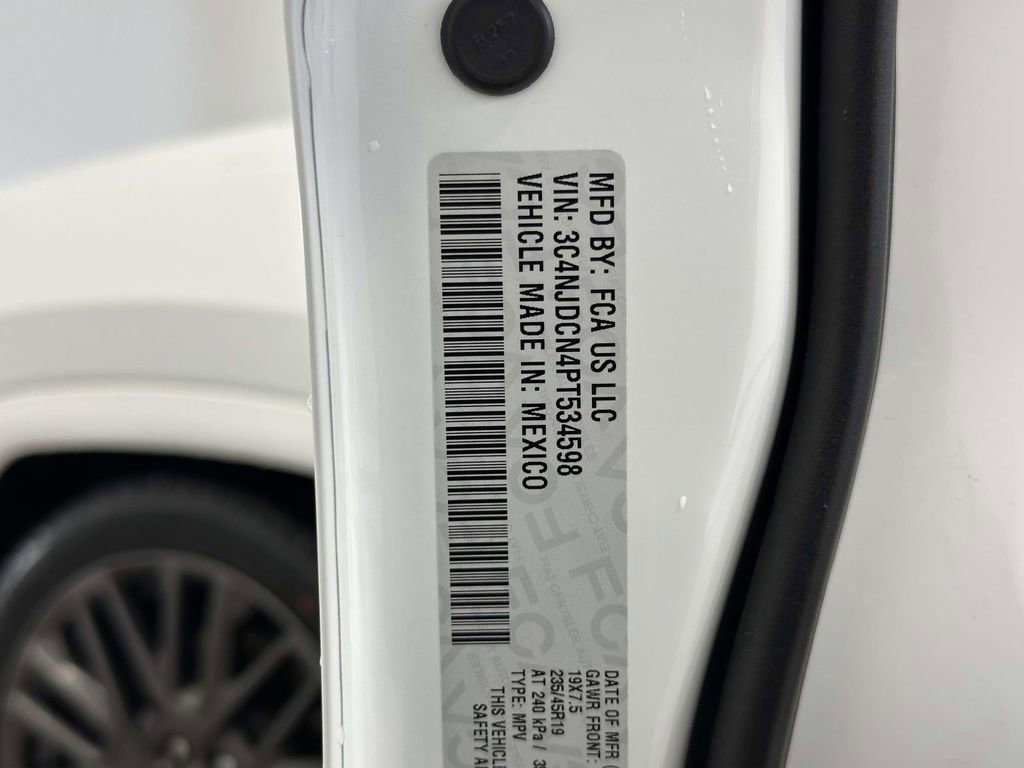 MFD BY: FCA US LLC
VIN: 3C4NJDCN4PT534598
VEHICLE MADE IN: MEXICO
DATE OF MFR
GAWR FRONT:
19X7.5
235/45R19
AT 240 kPa /
TYPE: MPV
THIS VEHICLE
SAFETY